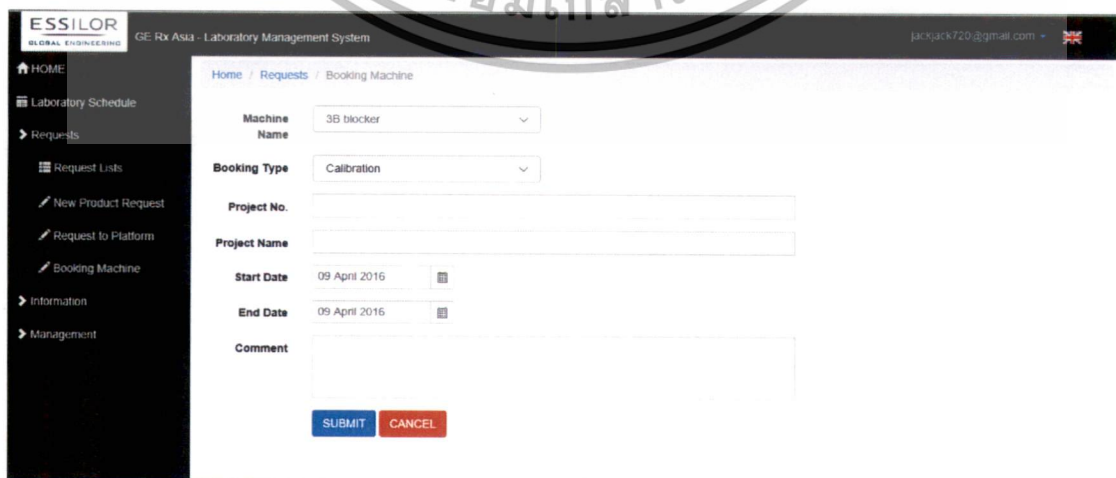 ESSILOR
GLOBAL ENGINEERING
GE Rx Asia - Laboratory Management System
jackjack720@gmail.com
HOME
Laboratory Schedule
Requests
Request Lists
New Product Request
Request to Platform
Booking Machine
Information
Management
Home / Requests / Booking Machine
Machine
Name
3B blocker
Booking Type
Calibration
Project No.
Project Name
Start Date
09 April 2016
End Date
09 April 2016
Comment
SUBMIT
CANCEL